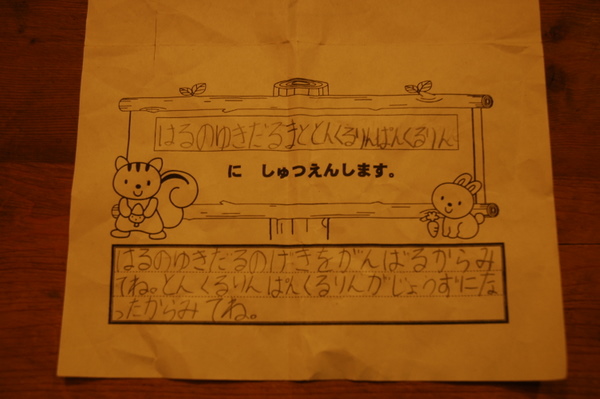 はるのゆきだるまととんくるりんぱんくるりん
に しゅつえんします。
はるのゆきだるのげきをがんばるからみ
てね。とんくるりんぱんくるりんがじょうずにな
ったからみてね。